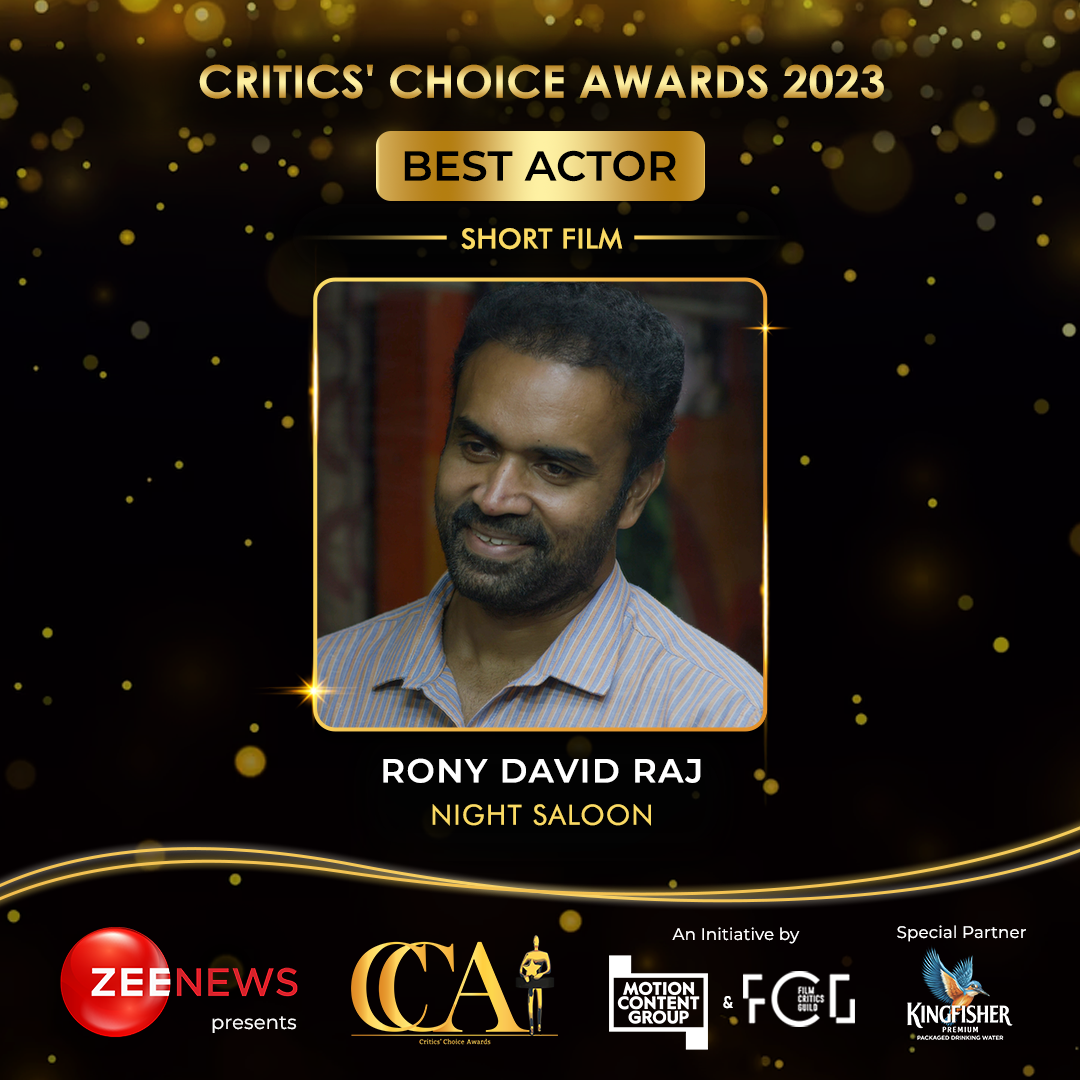 CRITICS' CHOICE AWARDS 2023
BEST ACTOR
SHORT FILM
RONY DAVID RAJ
NIGHT SALOON
ZEENEWS
presents
CCA
Critics' Choice Awards
An Initiative by
MOTION
CONTENT
GROUP
&
FCG
FILM
CRITICS
GUILD
Special Partner
KINGFISHER
PREMIUM
PACKAGED DRINKING WATER